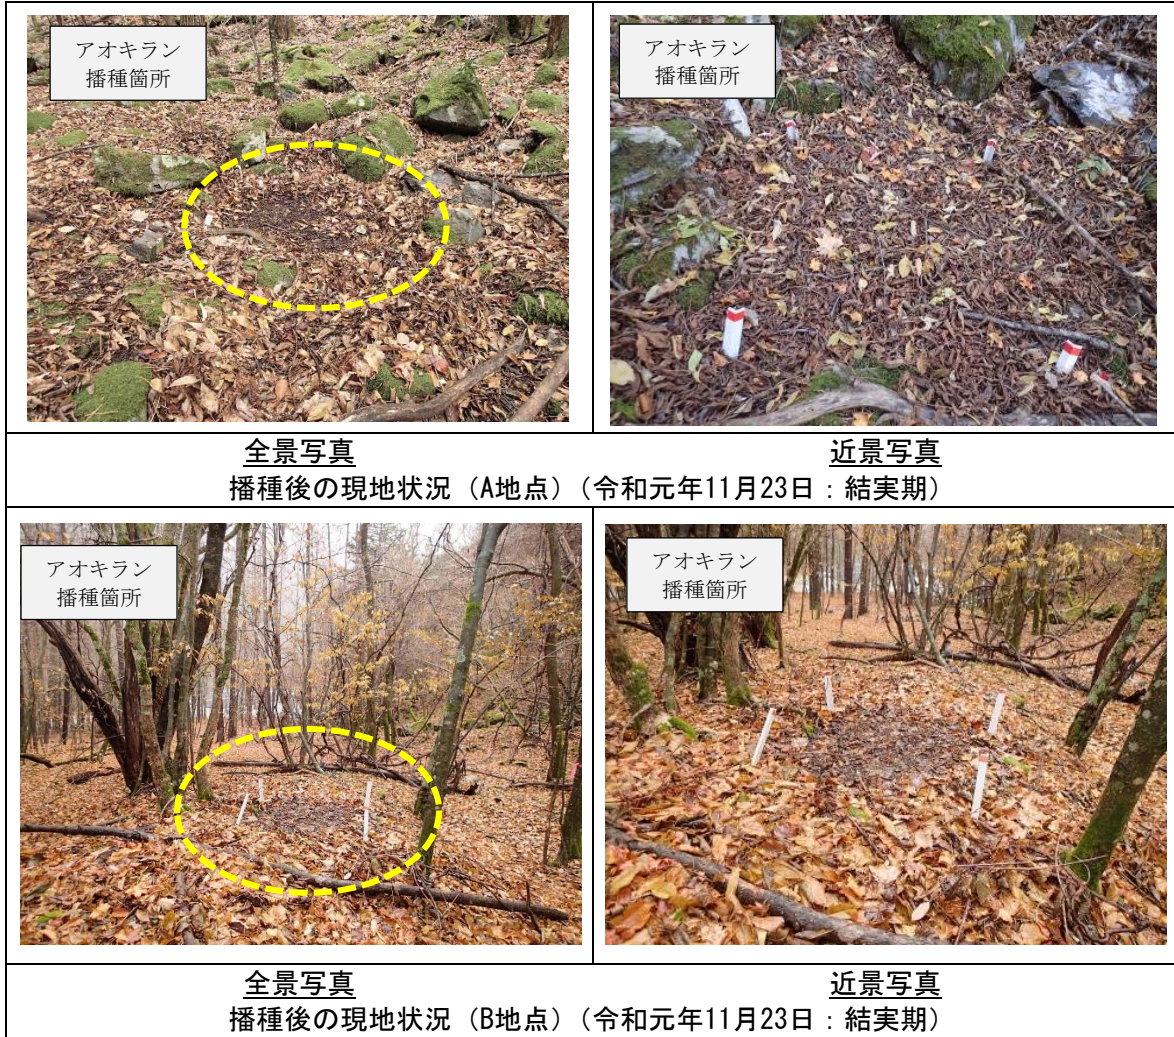 アオキラン
播種箇所
アオキラン
播種箇所
全景写真 近景写真
播種後の現地状況（A地点）（令和元年11月23日：結実期）
アオキラン
播種箇所
アオキラン
播種箇所
全景写真 近景写真
播種後の現地状況（B地点）（令和元年11月23日：結実期）